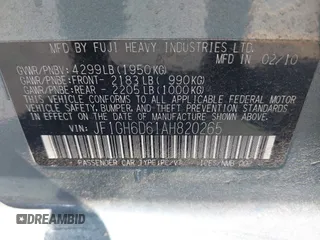 MFD BY FUJI HEAVY INDUSTRIES LTD.
MFD IN 02/10
GVWR/PNBV: 4299LB (1950KG)
GAWR/PNBE:FRONT- 2183LB ( 990KG)
GAWR/PNBE:REAR - 2205LB (1000KG)
THIS VEHICLE CONFORMS TO ALL APPLICABLE
FEDERAL MOTOR VEHICLE SAFETY, BUMPER,
AND THEFT PREVENTION STANDARDS IN
EFFECT ON THE DATE OF MANUFACTURE
SHOWN ABOVE.
VIN: JF1GH6D61AH820265
PASSENGER CAR TYPE:PC/V
DREAMBID